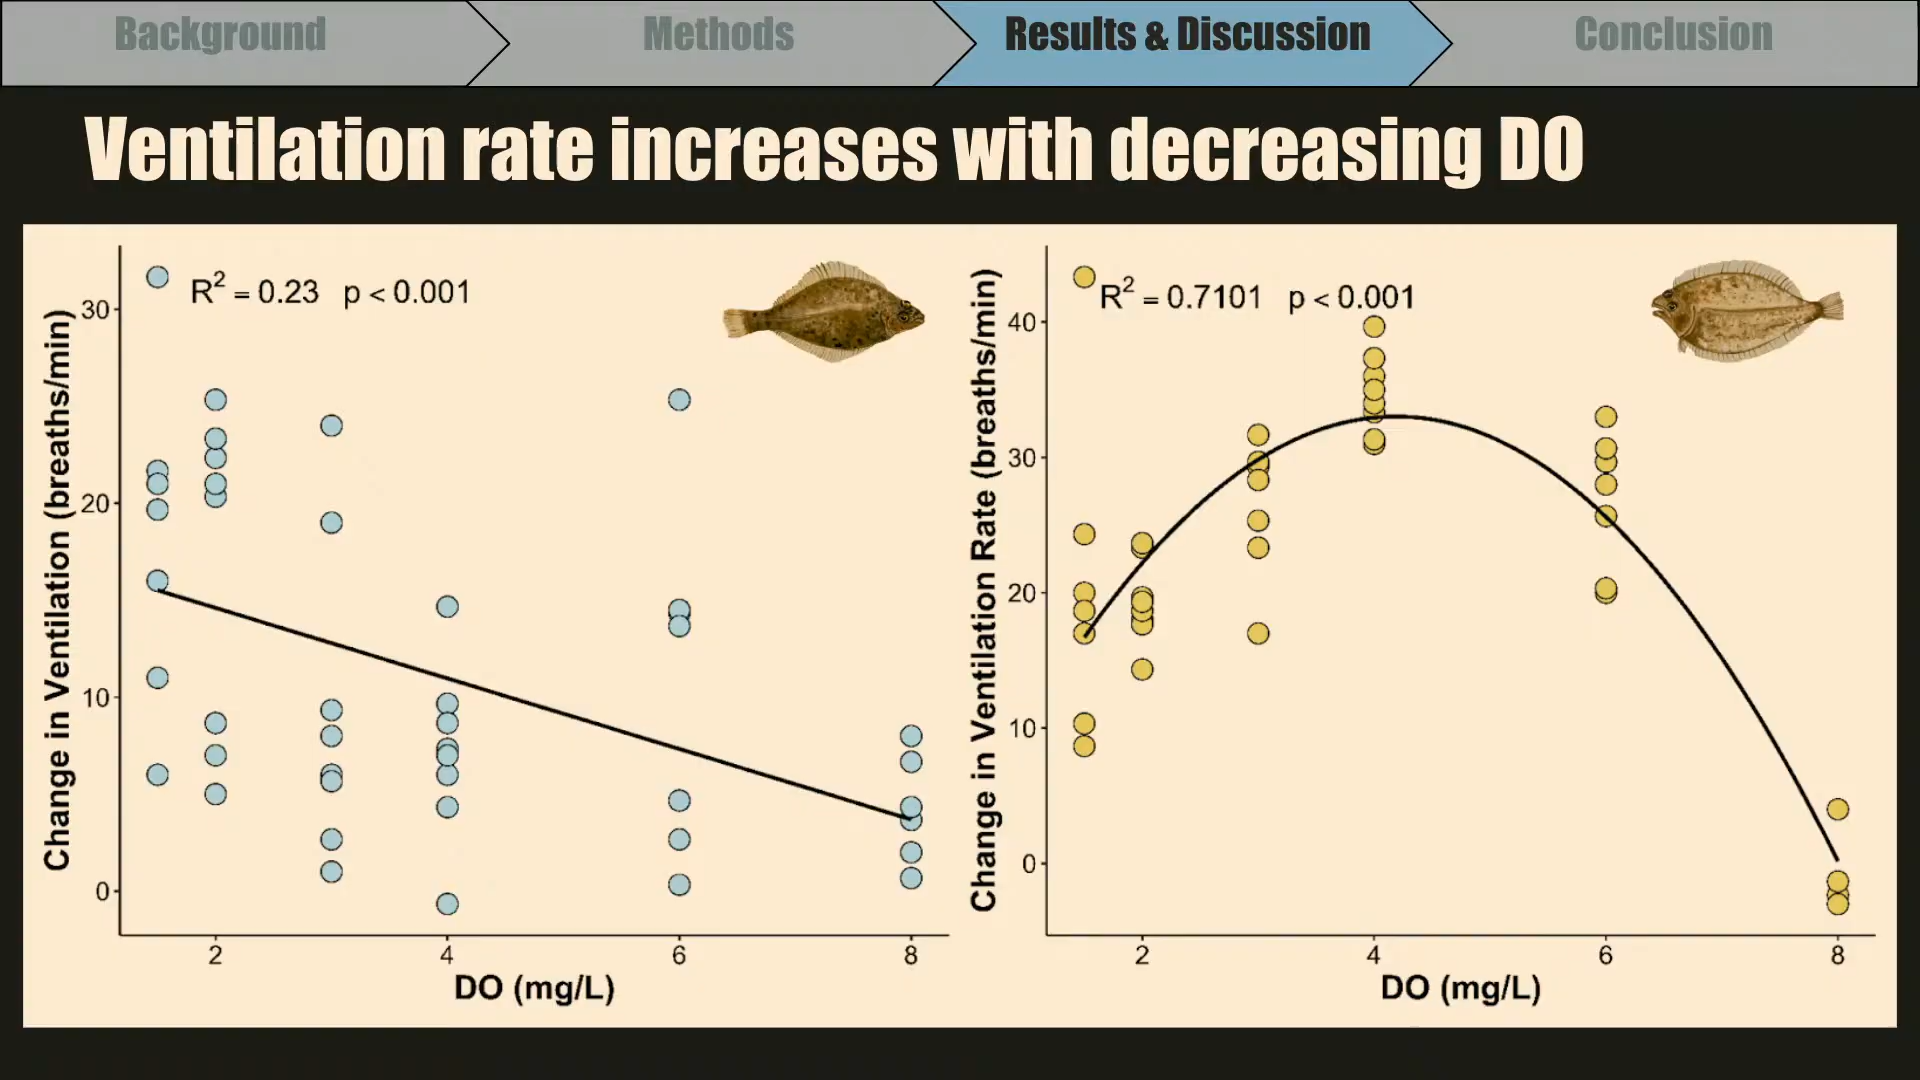 Background
Methods
Results & Discussion
Conclusion
Ventilation rate increases with decreasing DO
R² = 0.23 p < 0.001
Change in Ventilation (breaths/min)
30
20
10
0
2 4 6 8
DO (mg/L)
R² = 0.7101 p < 0.001
Change in Ventilation Rate (breaths/min)
40
30
20
10
0
2 4 6 8
DO (mg/L)